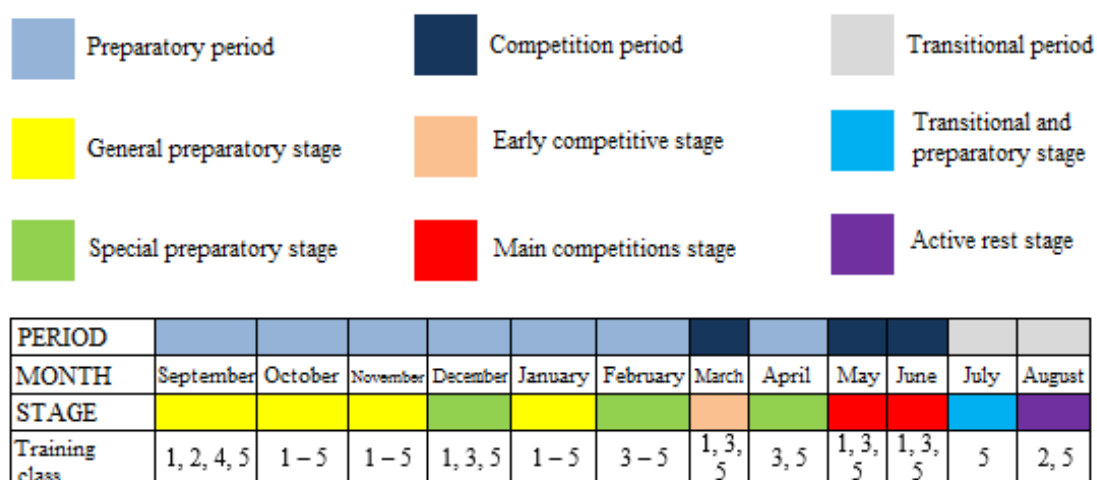 Preparatory period
Competition period
Transitional period
General preparatory stage
Early competitive stage
Transitional and
preparatory stage
Special preparatory stage
Main competitions stage
Active rest stage
PERIOD
MONTH September October November December January February March April May June July August
STAGE
Training
class 1, 2, 4, 5 1 – 5 1 – 5 1, 3, 5 1 – 5 3 – 5 1, 3, 5 3, 5 1, 3, 5 1, 3, 5 5 2, 5